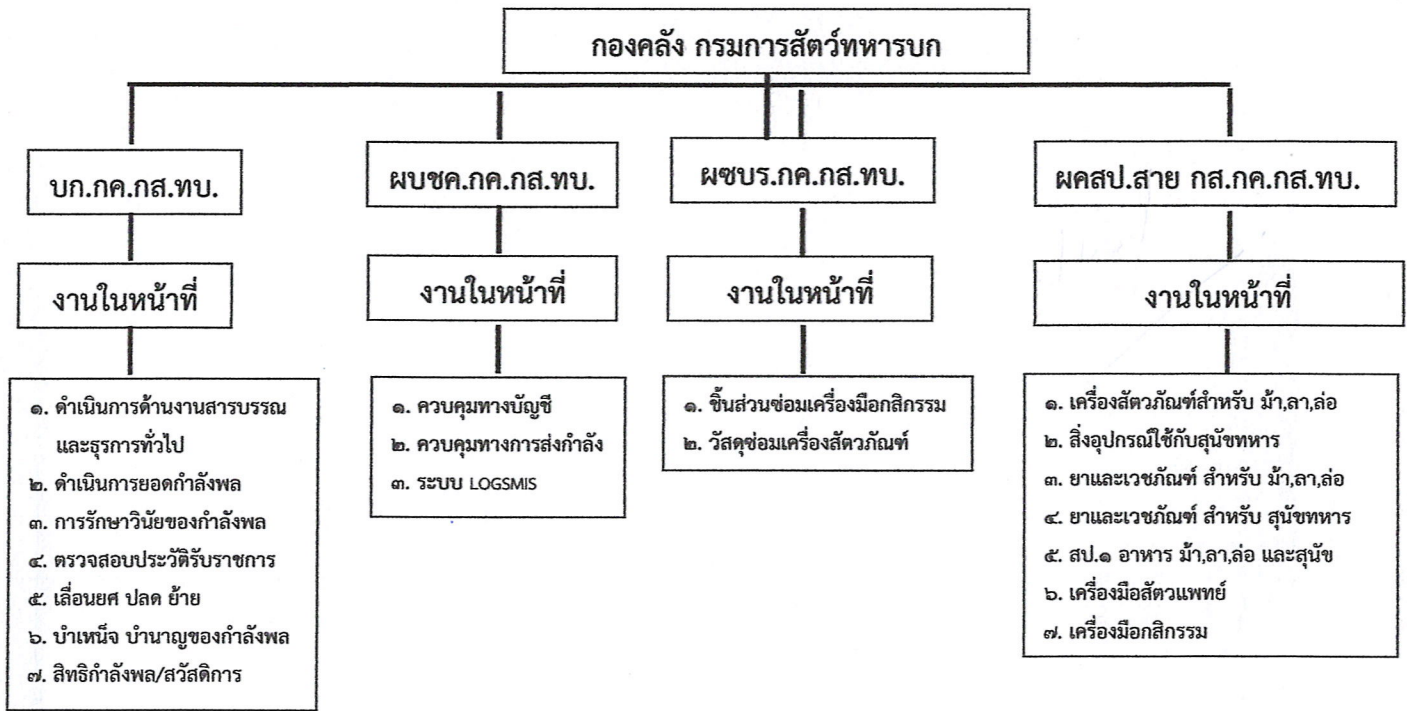 กองคลัง กรมการสัตว์ทหารบก
บก.กค.กส.ทบ.
งานในหน้าที่
๑. ดำเนินการด้านงานสารบรรณ
และธุรการทั่วไป
๒. ดำเนินการยอดกำลังพล
๓. การรักษาวินัยของกำลังพล
๔. ตรวจสอบประวัติรับราชการ
๕. เลื่อนยศ ปลด ย้าย
๖. บำเหน็จ บำนาญของกำลังพล
๗. สิทธิกำลังพล/สวัสดิการ
ผบชค.กค.กส.ทบ.
งานในหน้าที่
๑. ควบคุมทางบัญชี
๒. ควบคุมทางการส่งกำลัง
๓. ระบบ LOGSMIS
ผซบร.กค.กส.ทบ.
งานในหน้าที่
๑. ชิ้นส่วนซ่อมเครื่องมือกสิกรรม
๒. วัสดุซ่อมเครื่องสัตวภัณฑ์
ผคสป.สาย กส.กค.กส.ทบ.
งานในหน้าที่
๑. เครื่องสัตวภัณฑ์สำหรับ ม้า,ลา,ล่อ
๒. สิ่งอุปกรณ์ใช้กับสุนัขทหาร
๓. ยาและเวชภัณฑ์ สำหรับ ม้า,ลา,ล่อ
๔. ยาและเวชภัณฑ์ สำหรับ สุนัขทหาร
๕. สป.๑ อาหาร ม้า,ลา,ล่อ และสุนัข
๖. เครื่องมือสัตวแพทย์
๗. เครื่องมือกสิกรรม